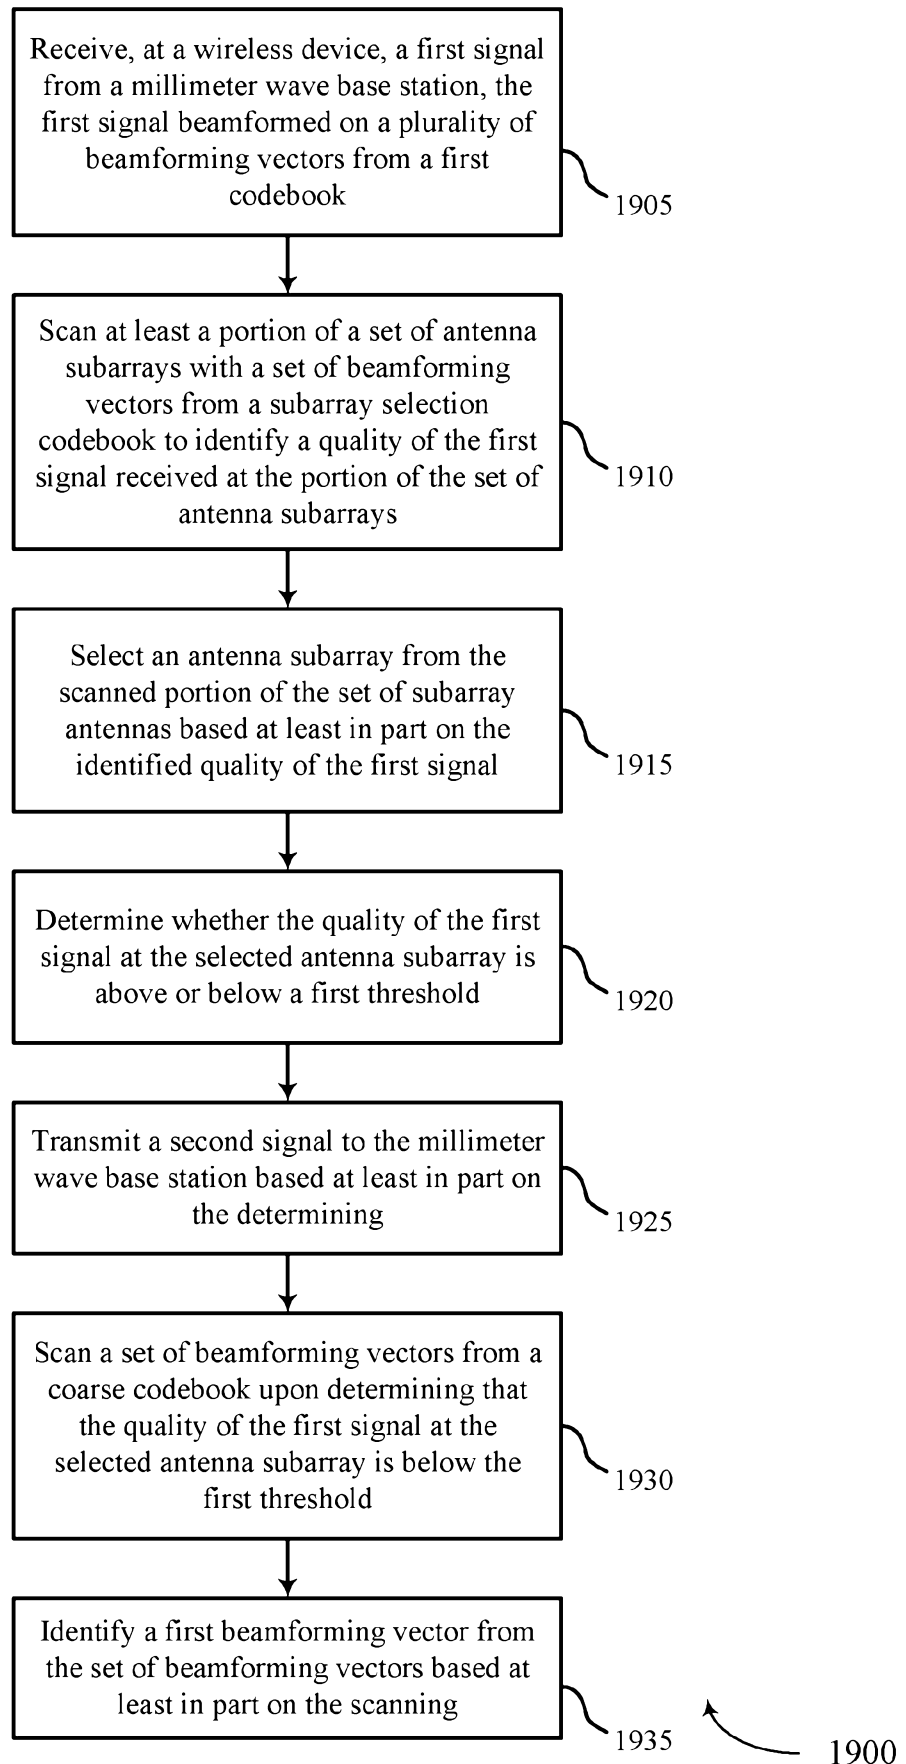 Receive, at a wireless device, a first signal
from a millimeter wave base station, the
first signal beamformed on a plurality of
beamforming vectors from a first
codebook
1905
Scan at least a portion of a set of antenna
subarrays with a set of beamforming
vectors from a subarray selection
codebook to identify a quality of the first
signal received at the portion of the set of
antenna subarrays
1910
Select an antenna subarray from the
scanned portion of the set of subarray
antennas based at least in part on the
identified quality of the first signal
1915
Determine whether the quality of the first
signal at the selected antenna subarray is
above or below a first threshold
1920
Transmit a second signal to the millimeter
wave base station based at least in part on
the determining
1925
Scan a set of beamforming vectors from a
coarse codebook upon determining that
the quality of the first signal at the
selected antenna subarray is below the
first threshold
1930
Identify a first beamforming vector from
the set of beamforming vectors based at
least in part on the scanning
1935
1900